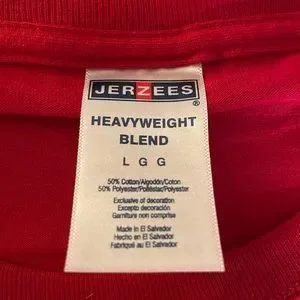 JERZEES
®
HEAVYWEIGHT
BLEND
L G G
50% Cotton/Algodón/Coton
50% Polyester/Poliéster/Polyester
Exclusive of decoration
Excepto decoración
Garniture non comprise
Made in El Salvador
Hecho en El Salvador
Fabriqué au El Salvador